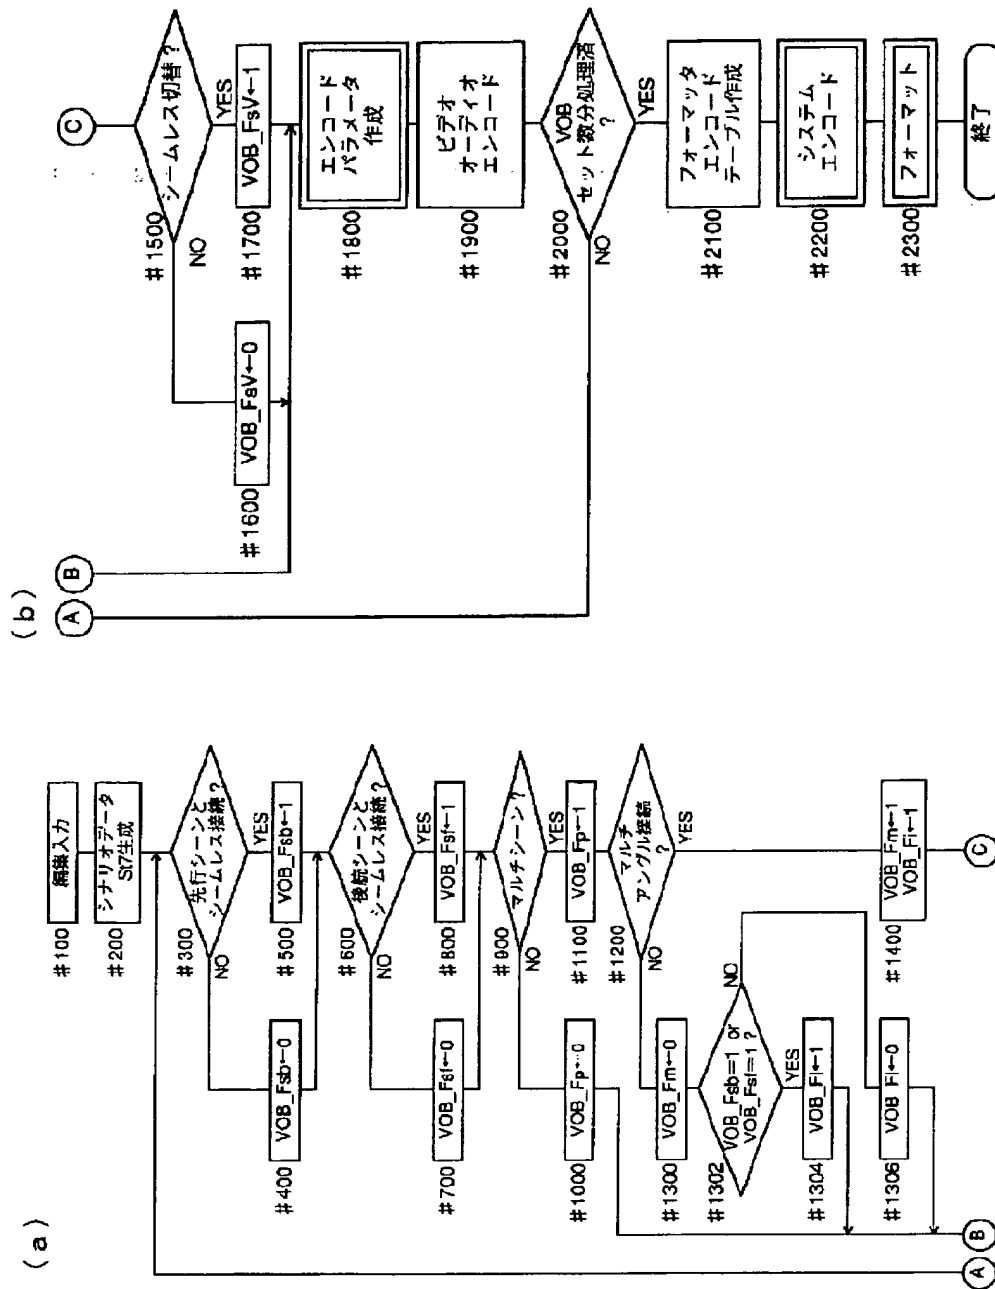 (a)
#100
編集入力
#200
シナリオデータ
St7生成
#300
先行シーンと
シームレス接続?
NO
YES
#400
VOB_Fsb←0
#500
VOB_Fsb←1
#600
後続シーンと
シームレス接続?
NO
YES
#700
VOB_Fsf←0
#800
VOB_Fsf←1
#900
マルチシーン?
NO
YES
#1000
VOB_Fp←0
#1100
VOB_Fp←1
#1200
マルチ
アングル接続
?
NO
YES
#1300
VOB_Fm←0
#1302
VOB_Fsb=1 or
VOB_Fsf=1 ?
NO
YES
#1304
VOB_Fi←1
#1306
VOB_Fi←0
#1400
VOB_Fm←1
VOB_Fi←1
A
B
C
(b)
A
B
C
#1500
シームレス切替?
NO
YES
#1600
VOB_FsV←0
#1700
VOB_FsV←1
#1800
エンコード
パラメータ
作成
#1900
ビデオ
オーディオ
エンコード
#2000
VOB
セット数分処理済
?
NO
YES
#2100
フォーマッタ
エンコード
テーブル作成
#2200
システム
エンコード
#2300
フォーマット
終了